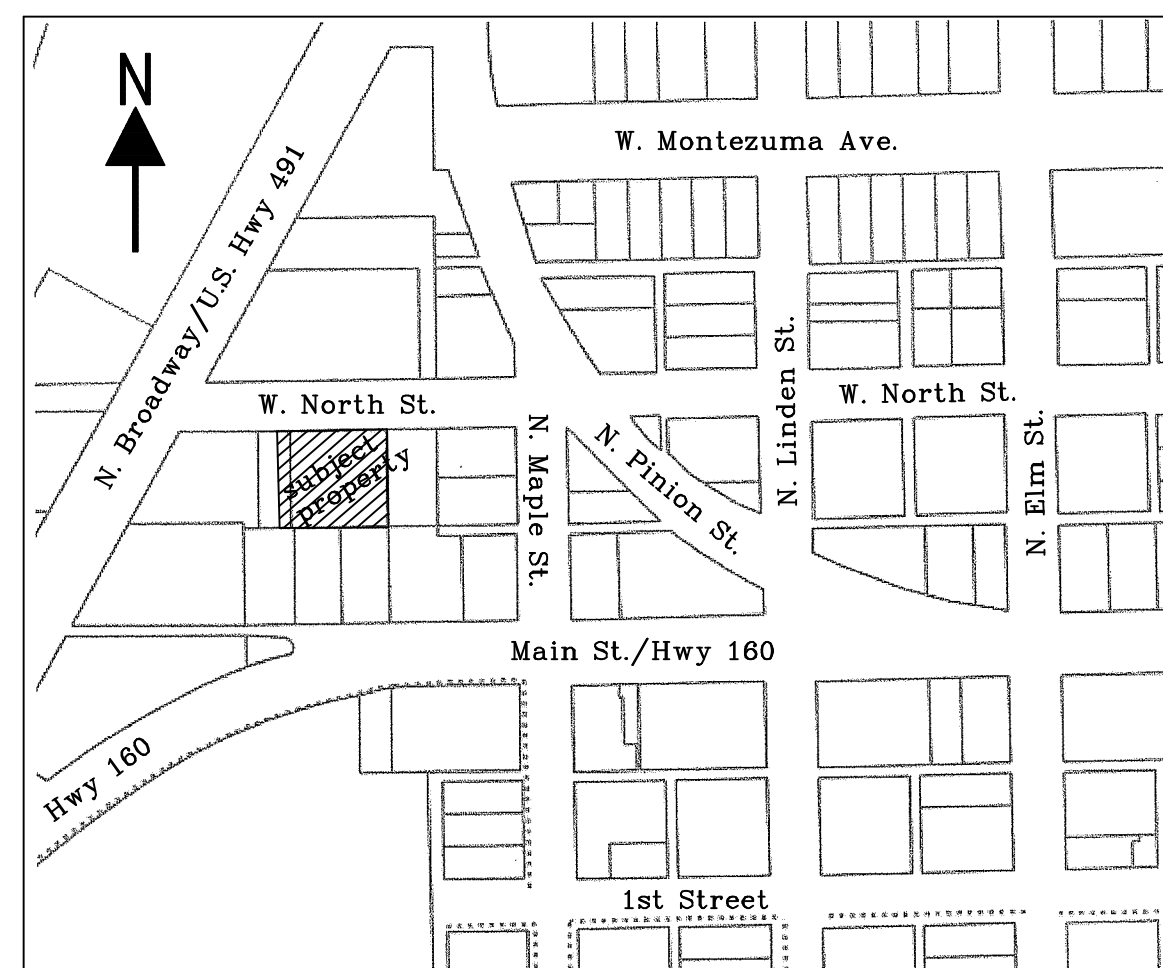 N
W. Montezuma Ave.
N. Broadway/U.S. Hwy 491
N. Linden St.
W. North St.
W. North St.
N. Maple St.
N. Pinion St.
N. Elm St.
subject
property
Main St./Hwy 160
Hwy 160
1st Street